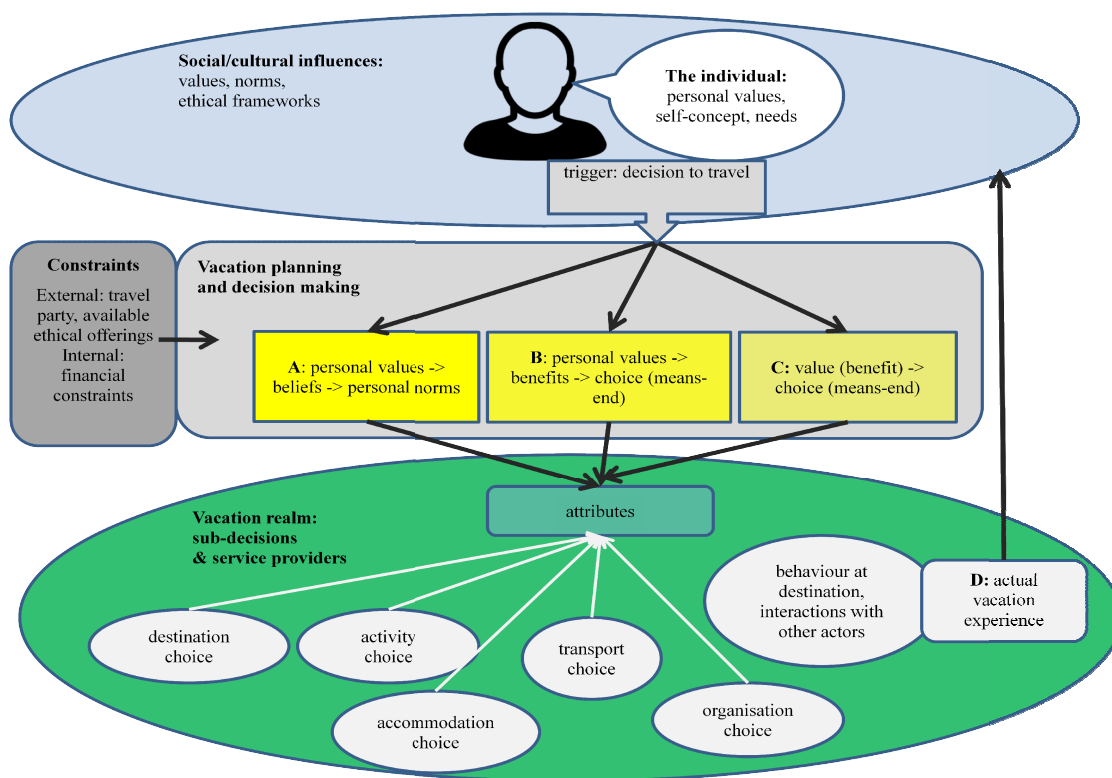 Social/cultural influences:
values, norms,
ethical frameworks
The individual:
personal values,
self-concept, needs
trigger: decision to travel
Constraints
External: travel
party, available
ethical offerings
Internal:
financial
constraints
Vacation planning
and decision making
A: personal values ->
beliefs -> personal norms
B: personal values ->
benefits -> choice (means-
end)
C: value (benefit) ->
choice (means-end)
Vacation realm:
sub-decisions
& service providers
attributes
behaviour at
destination,
interactions with
other actors
D: actual
vacation
experience
destination
choice
activity
choice
transport
choice
accommodation
choice
organisation
choice